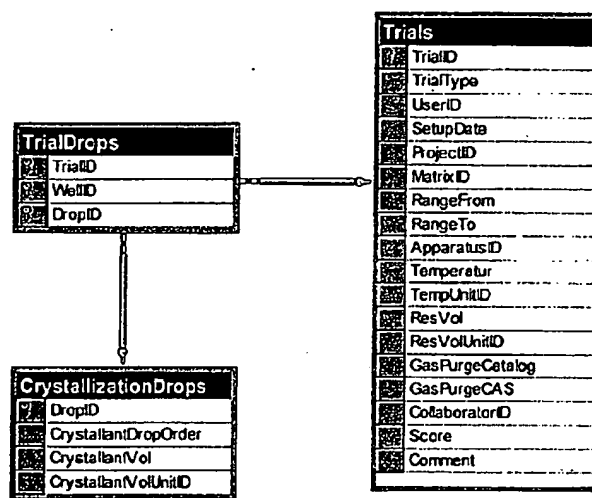 Trials
TrialID
TrialType
UserID
SetupDate
ProjectID
MatrixID
RangeFrom
RangeTo
ApparatusID
Temperatur
TempUnitID
ResVol
ResVolUnitID
GasPurgeCatalog
GasPurgeCAS
CollaboratorID
Score
Comment
TrialDrops
TrialID
WellID
DropID
CrystallizationDrops
DropID
CrystallantDropOrder
CrystallantVol
CrystallantVolUnitID